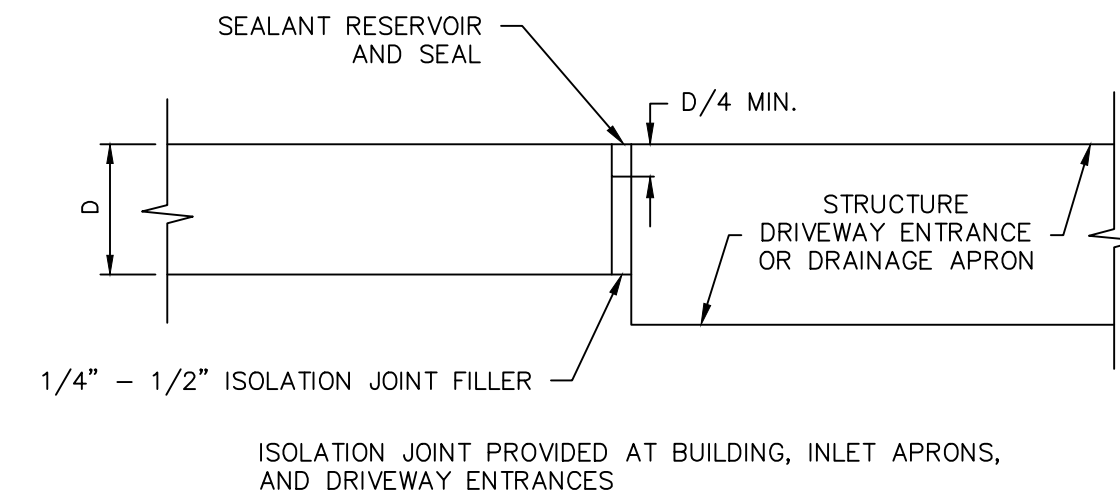 SEALANT RESERVOIR
AND SEAL
D/4 MIN.
D
STRUCTURE
DRIVEWAY ENTRANCE
OR DRAINAGE APRON
1/4” – 1/2” ISOLATION JOINT FILLER
ISOLATION JOINT PROVIDED AT BUILDING, INLET APRONS,
AND DRIVEWAY ENTRANCES